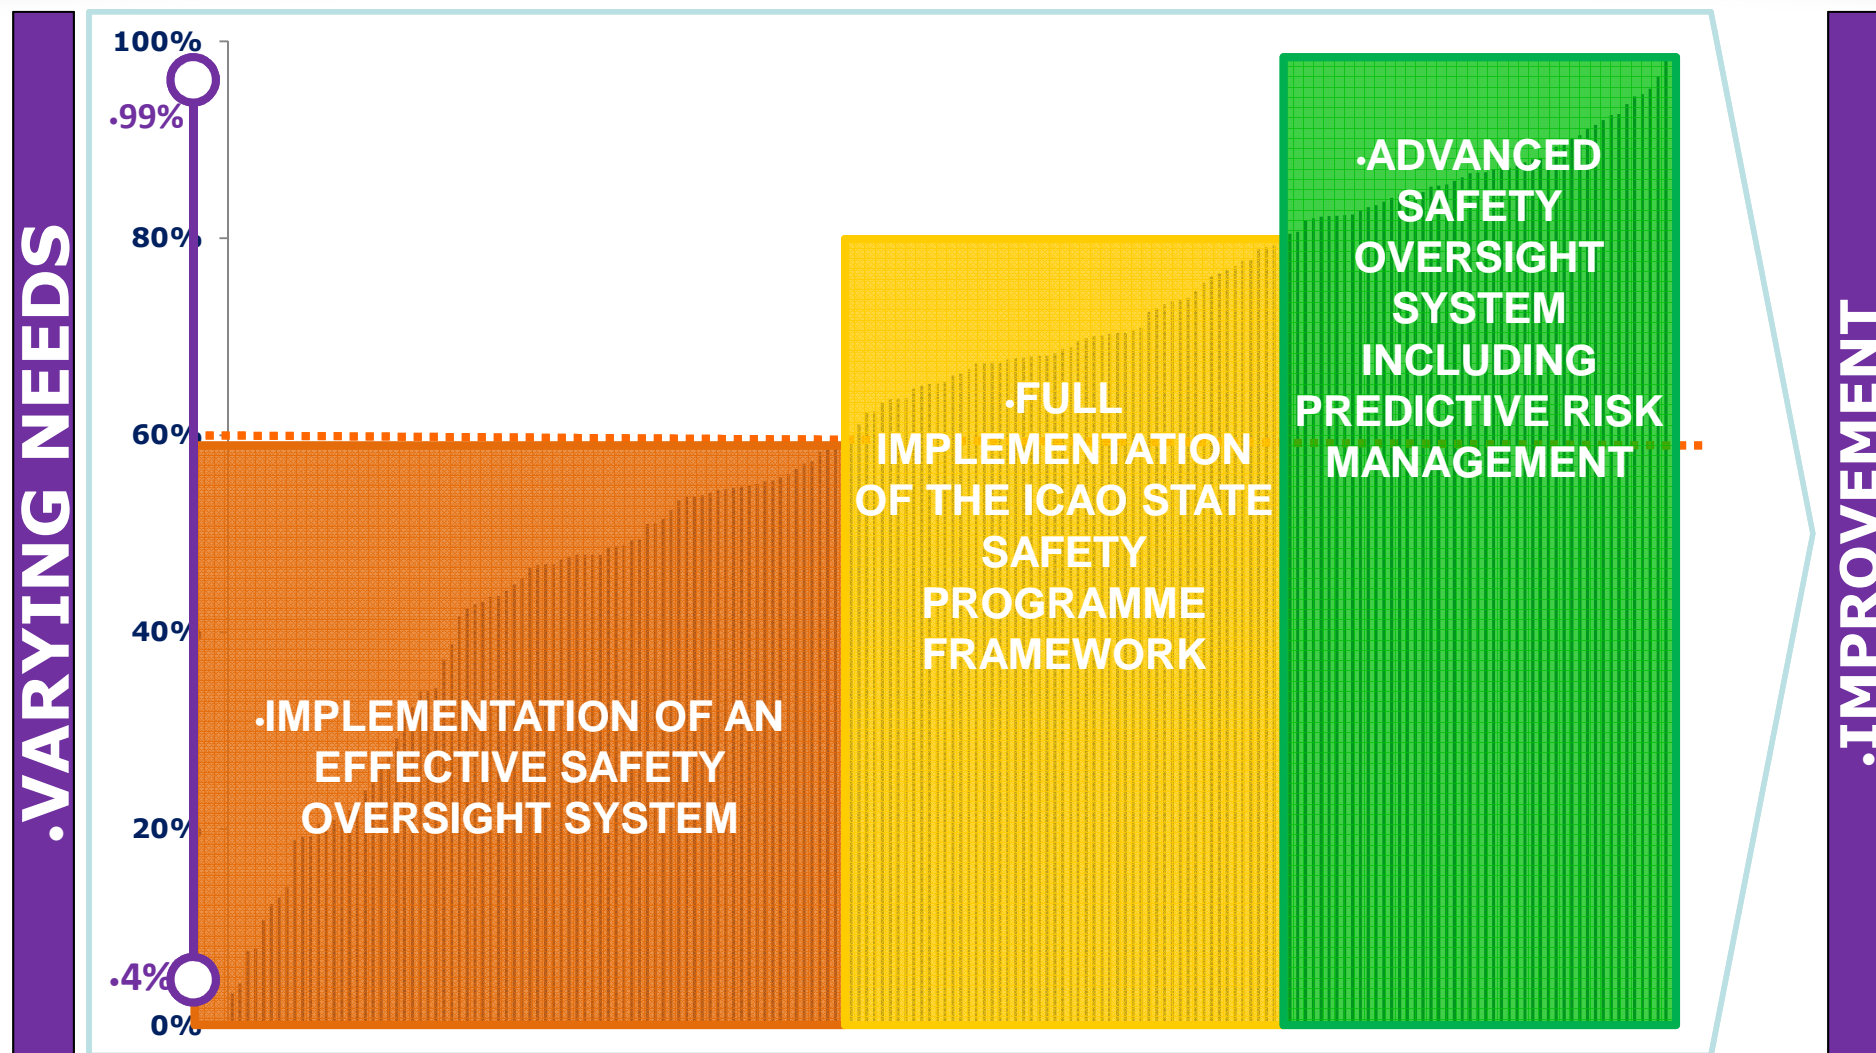 .VARYING NEEDS
100%
.99%
80%
60%
40%
20%
.4%
0%
.IMPLEMENTATION OF AN
EFFECTIVE SAFETY
OVERSIGHT SYSTEM
.FULL
IMPLEMENTATION
OF THE ICAO STATE
SAFETY
PROGRAMME
FRAMEWORK
.ADVANCED
SAFETY
OVERSIGHT
SYSTEM
INCLUDING
PREDICTIVE RISK
MANAGEMENT
.IMPROVEMENT